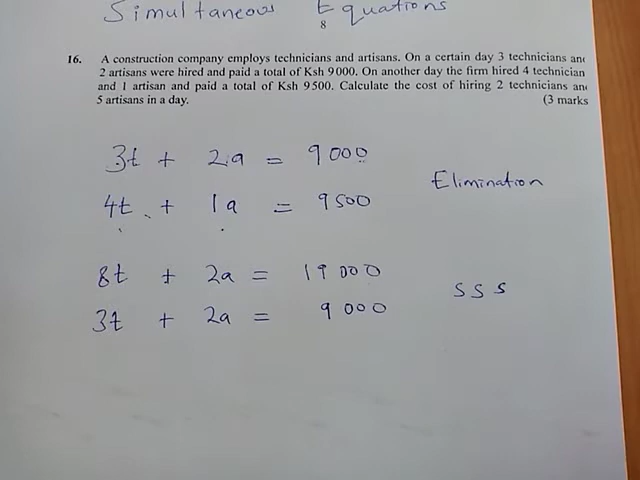 Simultaneous Equations
8
16. A construction company employs technicians and artisans. On a certain day 3 technicians and
2 artisans were hired and paid a total of Ksh 9000. On another day the firm hired 4 technician
and 1 artisan and paid a total of Ksh 9500. Calculate the cost of hiring 2 technicians and
5 artisans in a day. (3 marks
3t + 2a = 9000
4t + 1a = 9500
Elimination
8t + 2a = 19000
3t + 2a = 9000
SSS